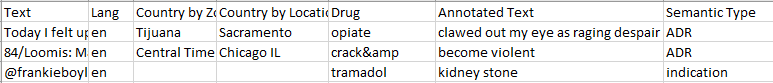 Text Lang Country by Zo Country by Locatio Drug Annotated Text Semantic Type
Today I felt up en Tijuana Sacramento opiate clawed out my eye as raging despair ADR
84/Loomis: M en Central Time Chicago IL crack&amp become violent ADR
@frankieboyl en tramadol kidney stone indication